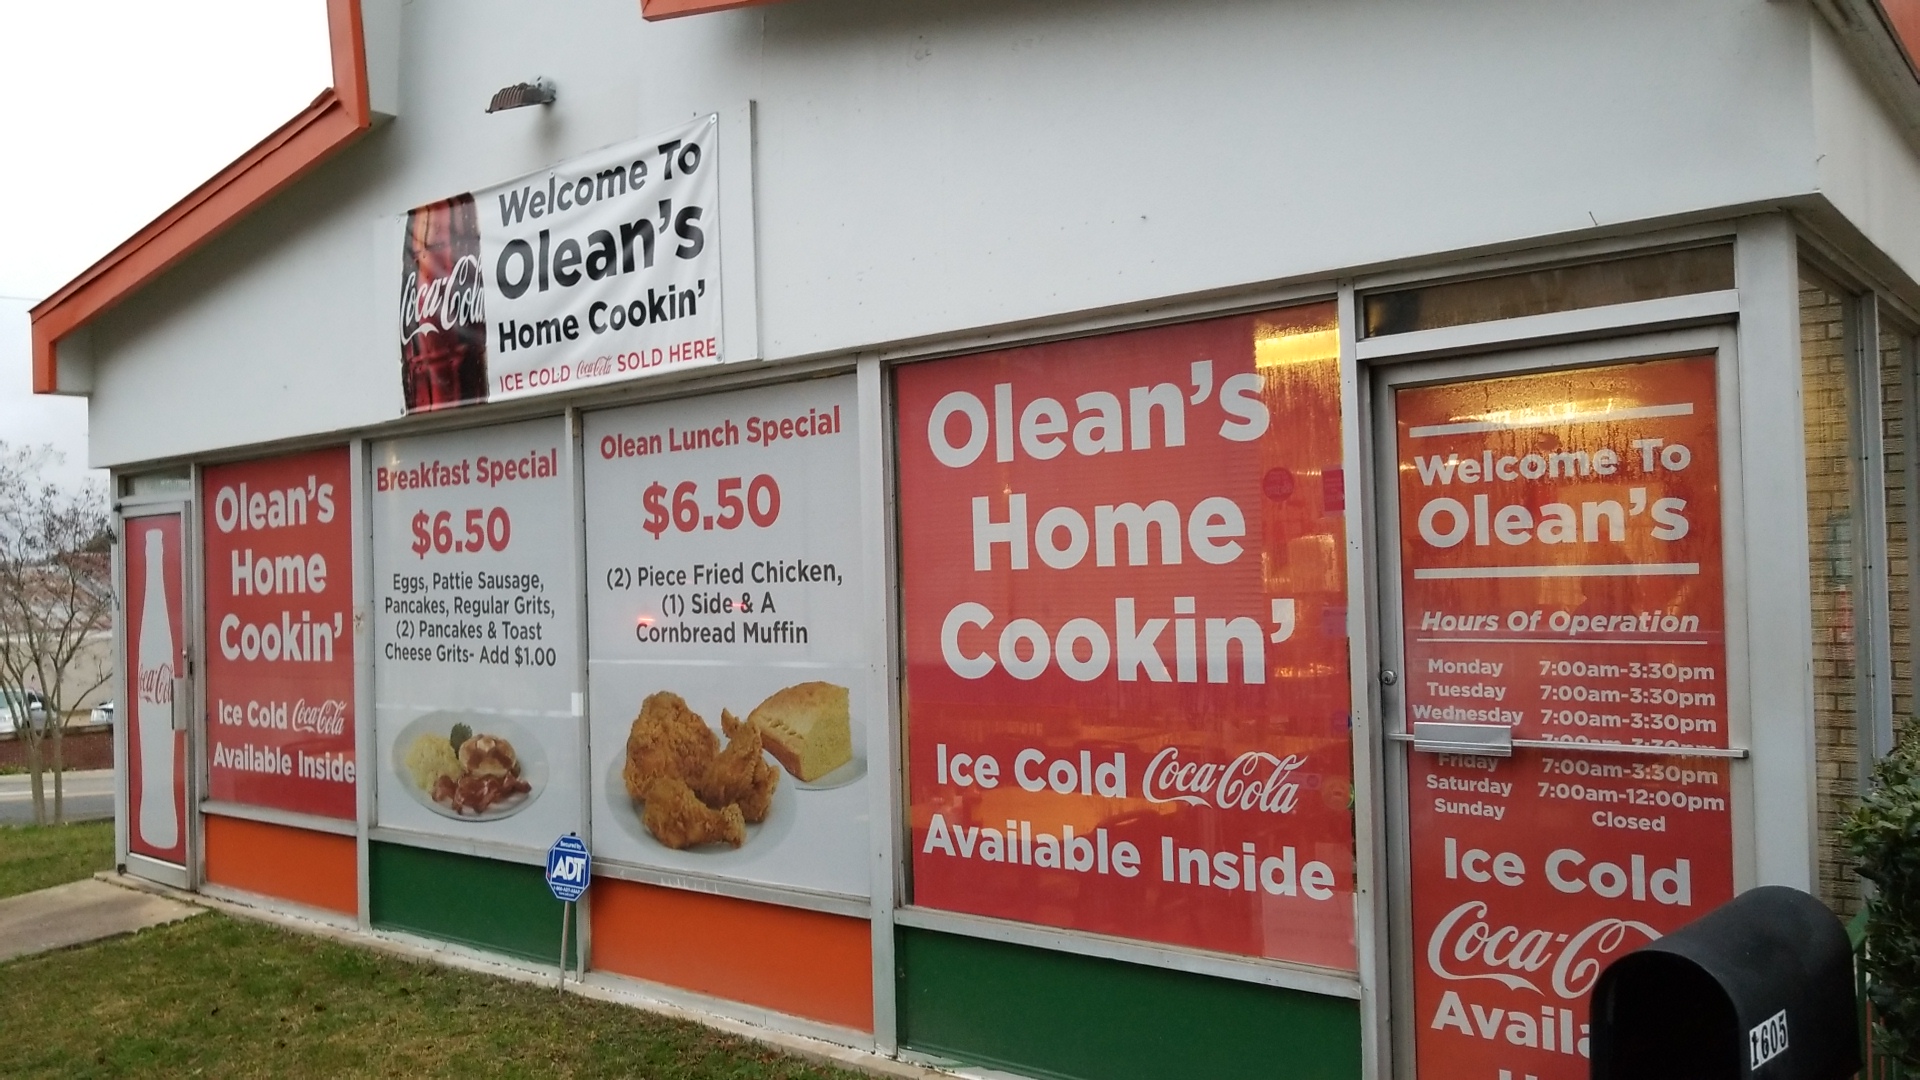 Welcome To
Olean's
Home Cookin'
ICE COLD Coca-Cola SOLD HERE
Coca-Cola
Coca-Cola
Olean's
Home
Cookin'
Ice Cold Coca-Cola
Available Inside
Breakfast Special
$6.50
Eggs, Pattie Sausage,
Pancakes, Regular Grits,
(2) Pancakes & Toast
Cheese Grits- Add $1.00
Olean Lunch Special
$6.50
(2) Piece Fried Chicken,
(1) Side & A
Cornbread Muffin
Secured by
ADT
Olean's
Home
Cookin'
Ice Cold Coca-Cola
Available Inside
Welcome To
Olean's
Hours Of Operation
Monday 7:00am-3:30pm
Tuesday 7:00am-3:30pm
Wednesday 7:00am-3:30pm
Friday 7:00am-3:30pm
Saturday 7:00am-12:00pm
Sunday Closed
Ice Cold
Coca-C
Availa
1605